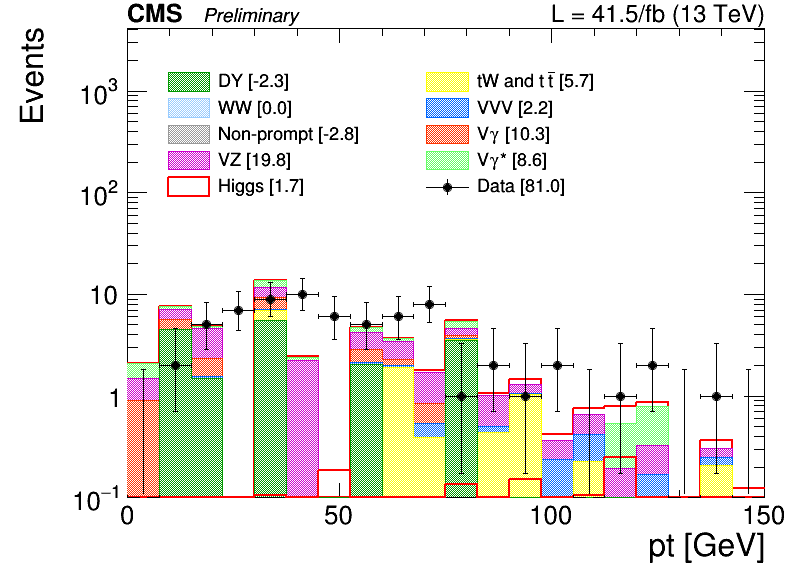 CMS Preliminary L = 41.5/fb (13 TeV)
Events
DY [-2.3] tW and tt̄ [5.7]
WW [0.0] VVV [2.2]
Non-prompt [-2.8] Vγ [10.3]
VZ [19.8] Vγ* [8.6]
Higgs [1.7] Data [81.0]
10³
10²
10
1
10⁻¹
0 50 100 150
pt [GeV]